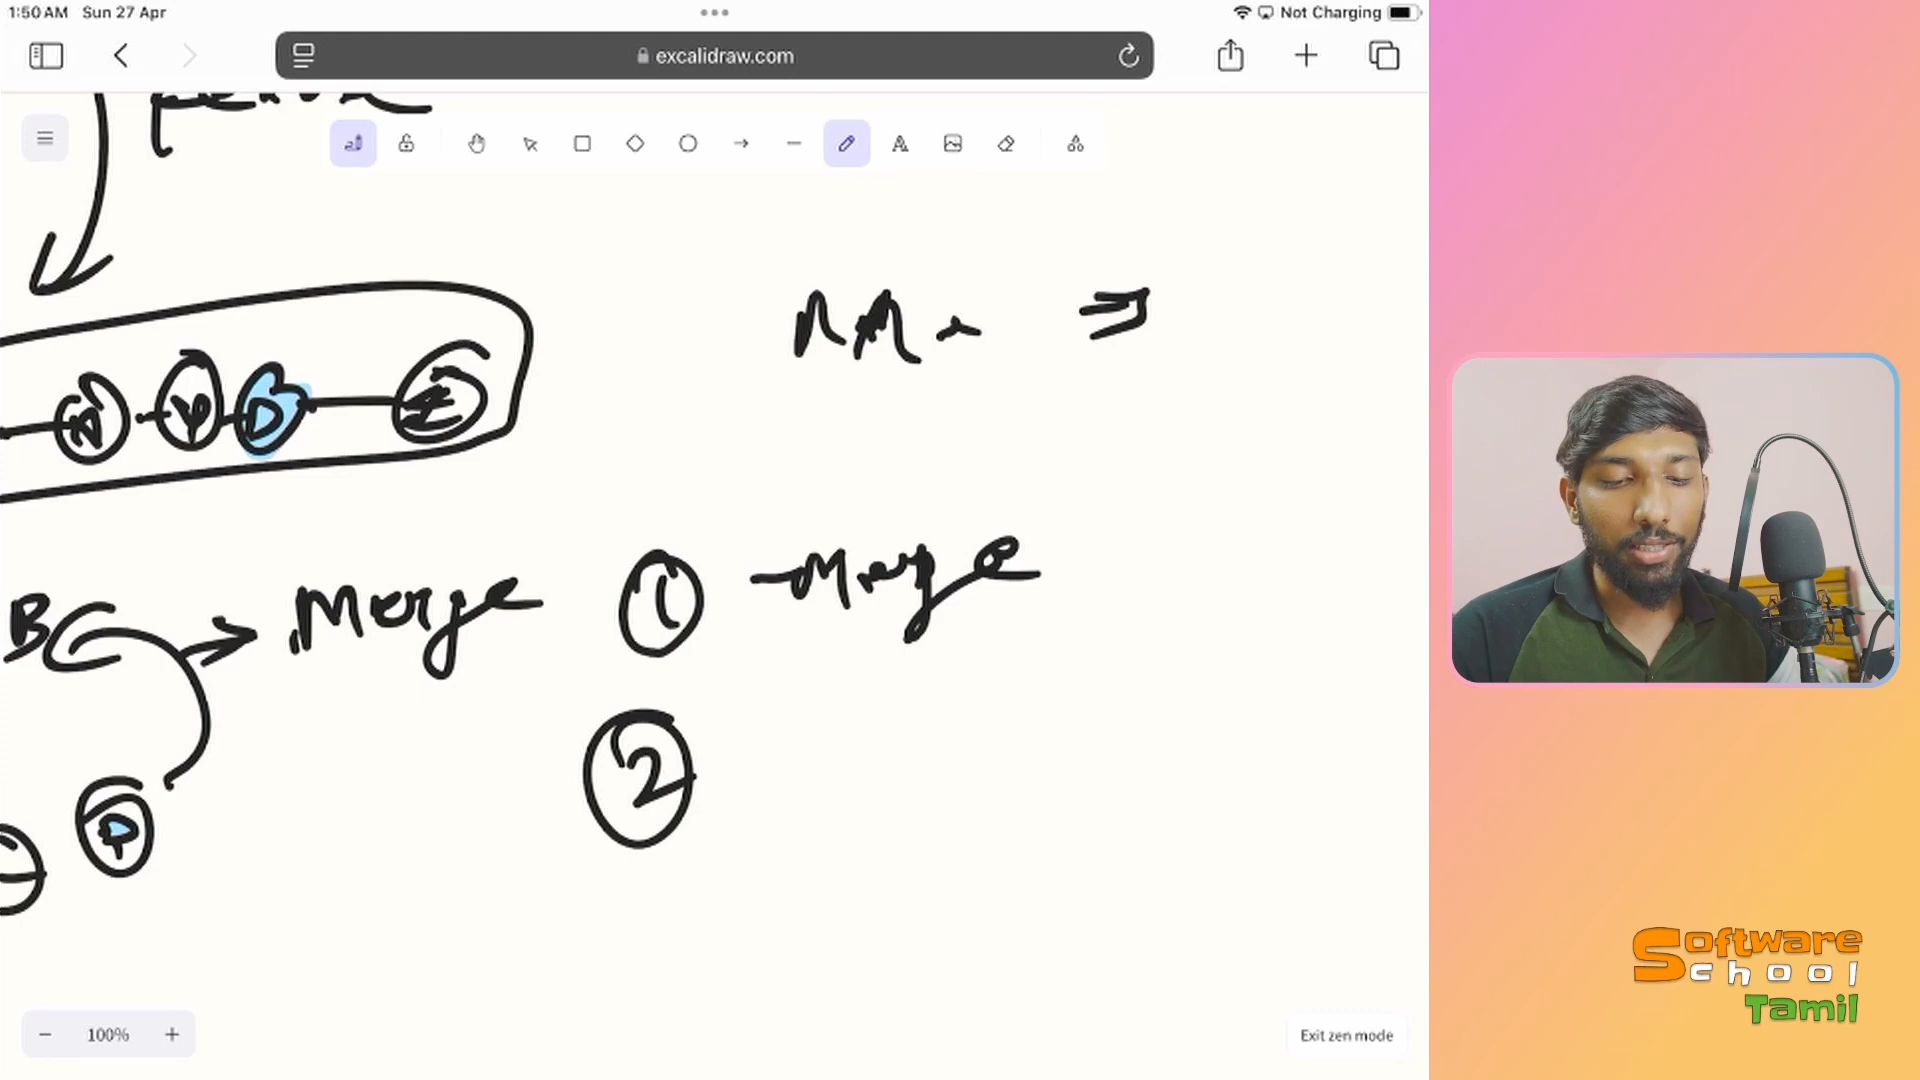 1:50 AM Sun 27 Apr
Not Charging
excalidraw.com
D
B
Merge
1
Merge
2
P
100%
Exit zen mode
Software
School
Tamil